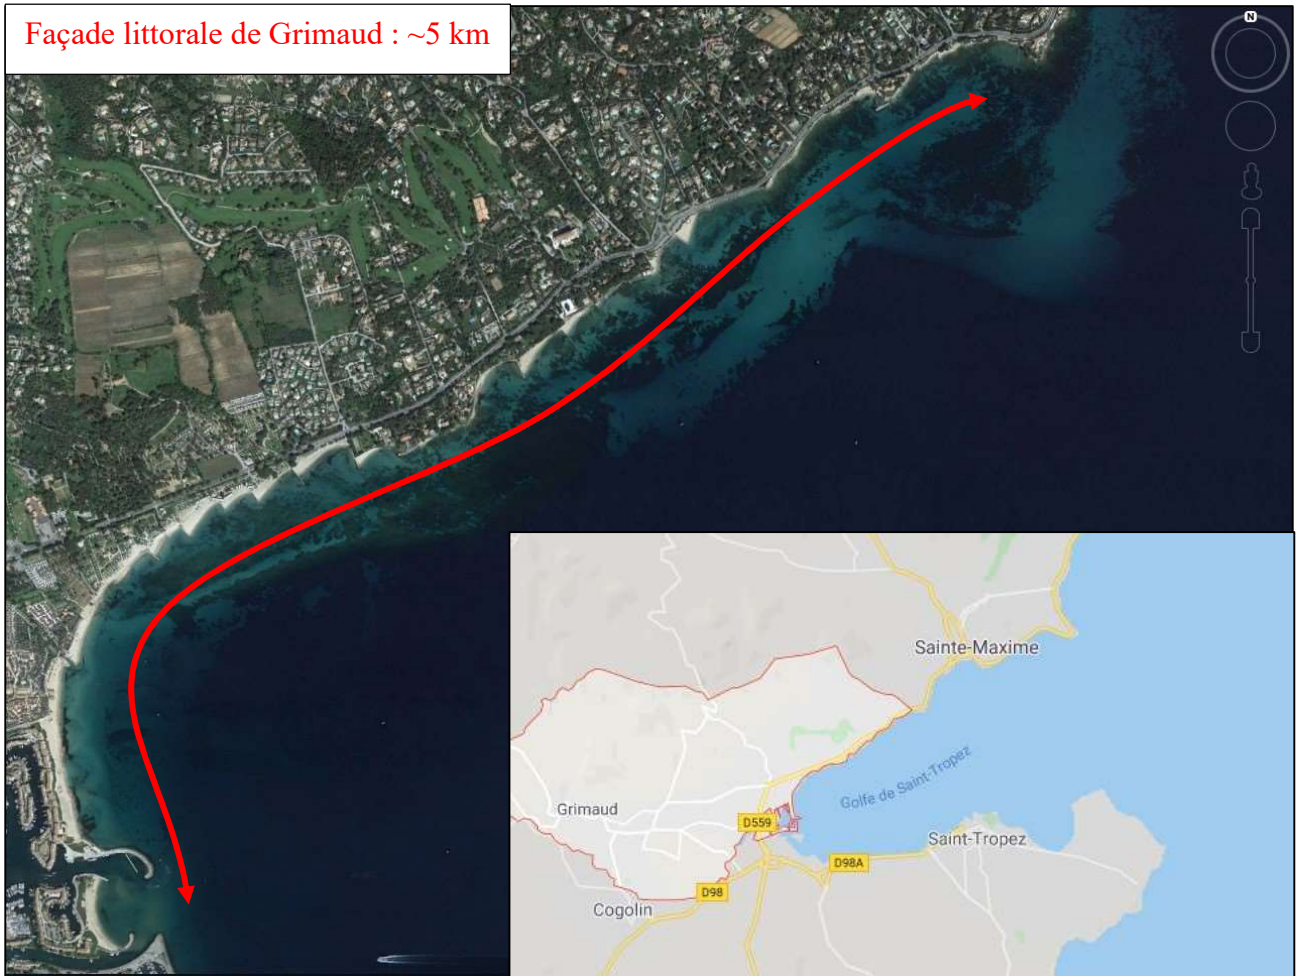 Façade littorale de Grimaud : ~5 km
N
Sainte-Maxime
Golfe de Saint-Tropez
Grimaud
D559
Saint-Tropez
D98A
D98
Cogolin